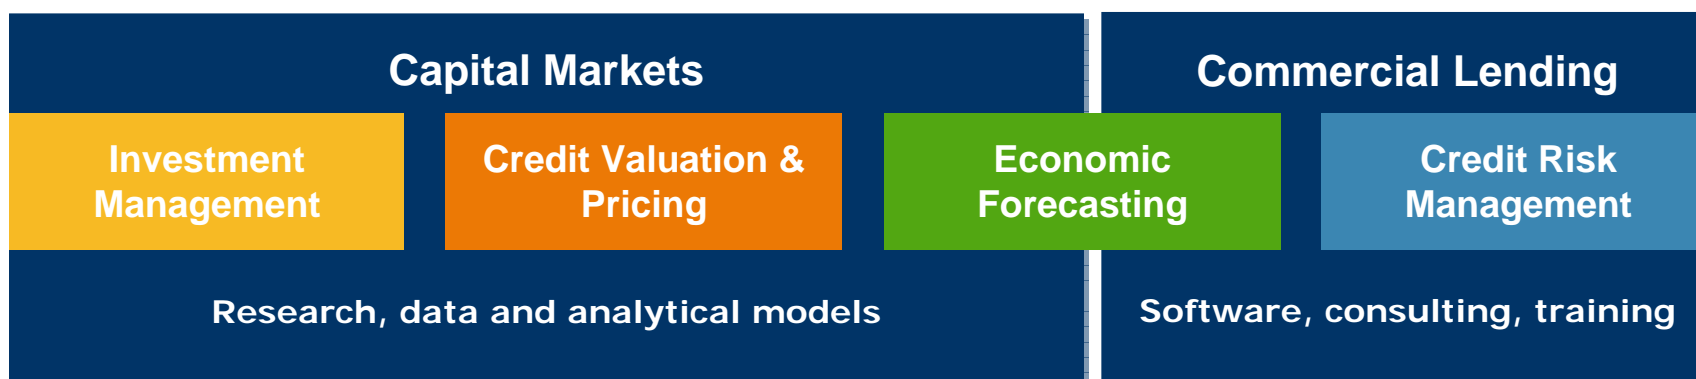 Capital Markets
Commercial Lending
Investment
Management
Credit Valuation &
Pricing
Economic
Forecasting
Credit Risk
Management
Research, data and analytical models
Software, consulting, training